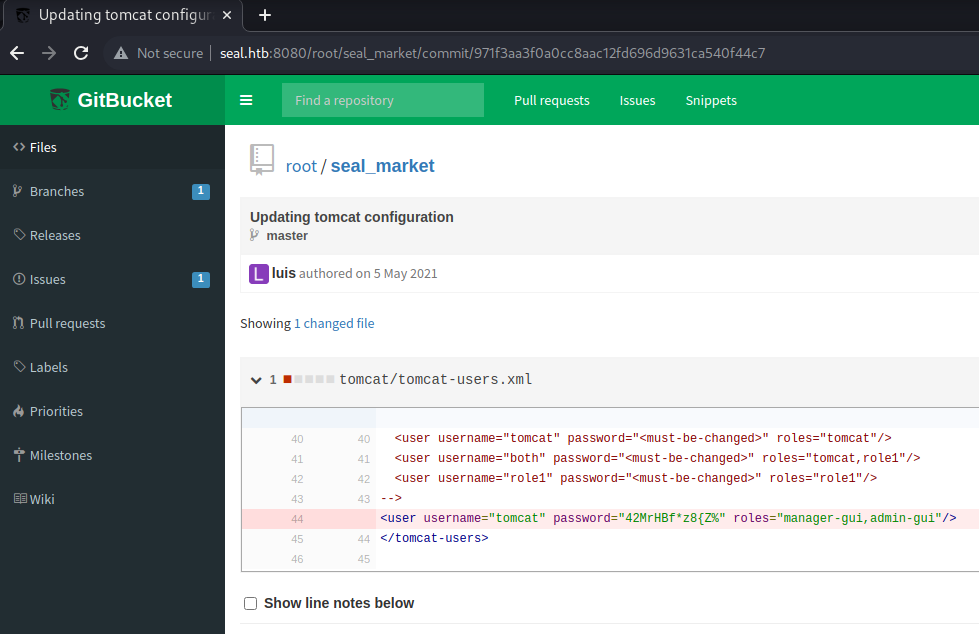 Updating tomcat configur
Not secure seal.htb:8080/root/seal_market/commit/971f3aa3f0a0cc8aac12fd696d9631ca540f44c7
GitBucket
Find a repository
Pull requests
Issues
Snippets
Files
Branches 1
Releases
Issues 1
Pull requests
Labels
Priorities
Milestones
Wiki
root / seal_market
Updating tomcat configuration
master
L luis authored on 5 May 2021
Showing 1 changed file
1 tomcat/tomcat-users.xml
40 40 <user username="tomcat" password="<must-be-changed>" roles="tomcat"/>
41 41 <user username="both" password="<must-be-changed>" roles="tomcat,role1"/>
42 42 <user username="role1" password="<must-be-changed>" roles="role1"/>
43 43 -->
44 <user username="tomcat" password="42MrHBf*z8{Z%" roles="manager-gui,admin-gui"/>
45 44 </tomcat-users>
46 45
Show line notes below